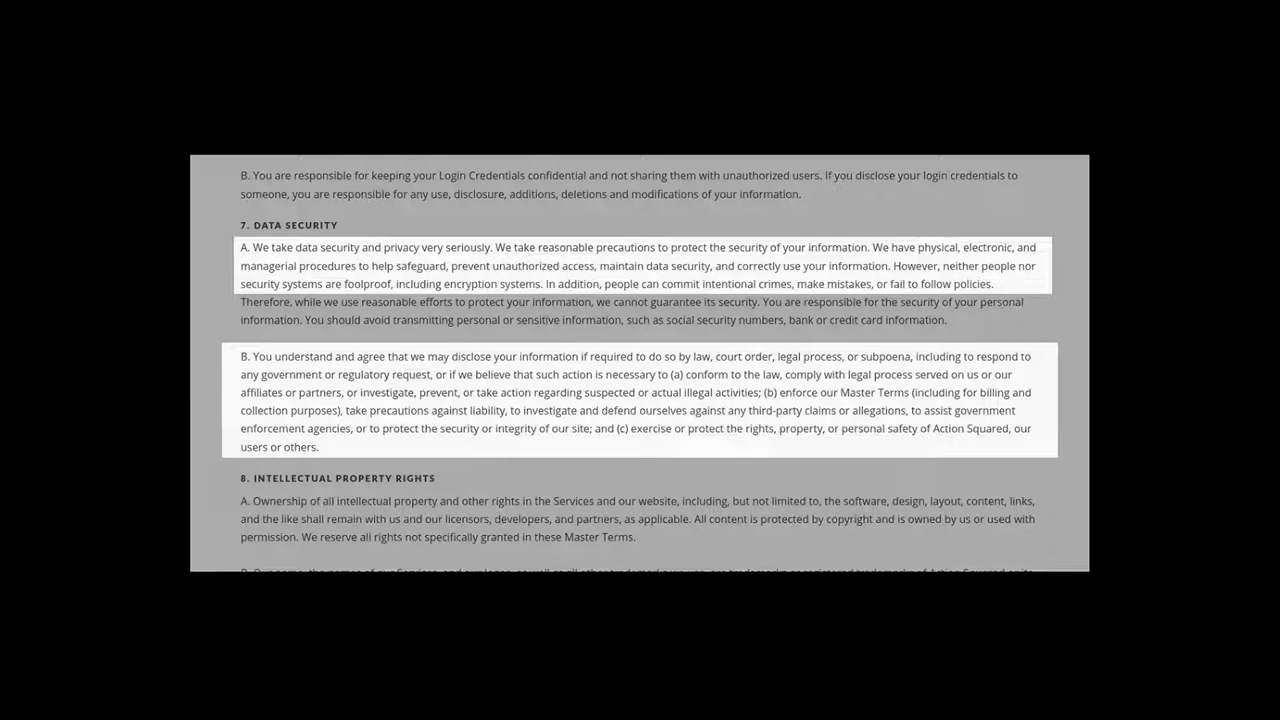 B. You are responsible for keeping your Login Credentials confidential and not sharing them with unauthorized users. If you disclose your login credentials to
someone, you are responsible for any use, disclosure, additions, deletions and modifications of your information.
7. DATA SECURITY
A. We take data security and privacy very seriously. We take reasonable precautions to protect the security of your information. We have physical, electronic, and
managerial procedures to help safeguard, prevent unauthorized access, maintain data security, and correctly use your information. However, neither people nor
security systems are foolproof, including encryption systems. In addition, people can commit intentional crimes, make mistakes, or fail to follow policies.
Therefore, while we use reasonable efforts to protect your information, we cannot guarantee its security. You are responsible for the security of your personal
information. You should avoid transmitting personal or sensitive information, such as social security numbers, bank or credit card information.
B. You understand and agree that we may disclose your information if required to do so by law, court order, legal process, or subpoena, including to respond to
any government or regulatory request, or if we believe that such action is necessary to (a) conform to the law, comply with legal process served on us or our
affiliates or partners, or investigate, prevent, or take action regarding suspected or actual illegal activities; (b) enforce our Master Terms (including for billing and
collection purposes), take precautions against liability, to investigate and defend ourselves against any third-party claims or allegations, to assist government
enforcement agencies, or to protect the security or integrity of our site; and (c) exercise or protect the rights, property, or personal safety of Action Squared, our
users or others.
8. INTELLECTUAL PROPERTY RIGHTS
A. Ownership of all intellectual property and other rights in the Services and our website, including, but not limited to, the software, design, layout, content, links,
and the like shall remain with us and our licensors, developers, and partners, as applicable. All content is protected by copyright and is owned by us or used with
permission. We reserve all rights not specifically granted in these Master Terms.